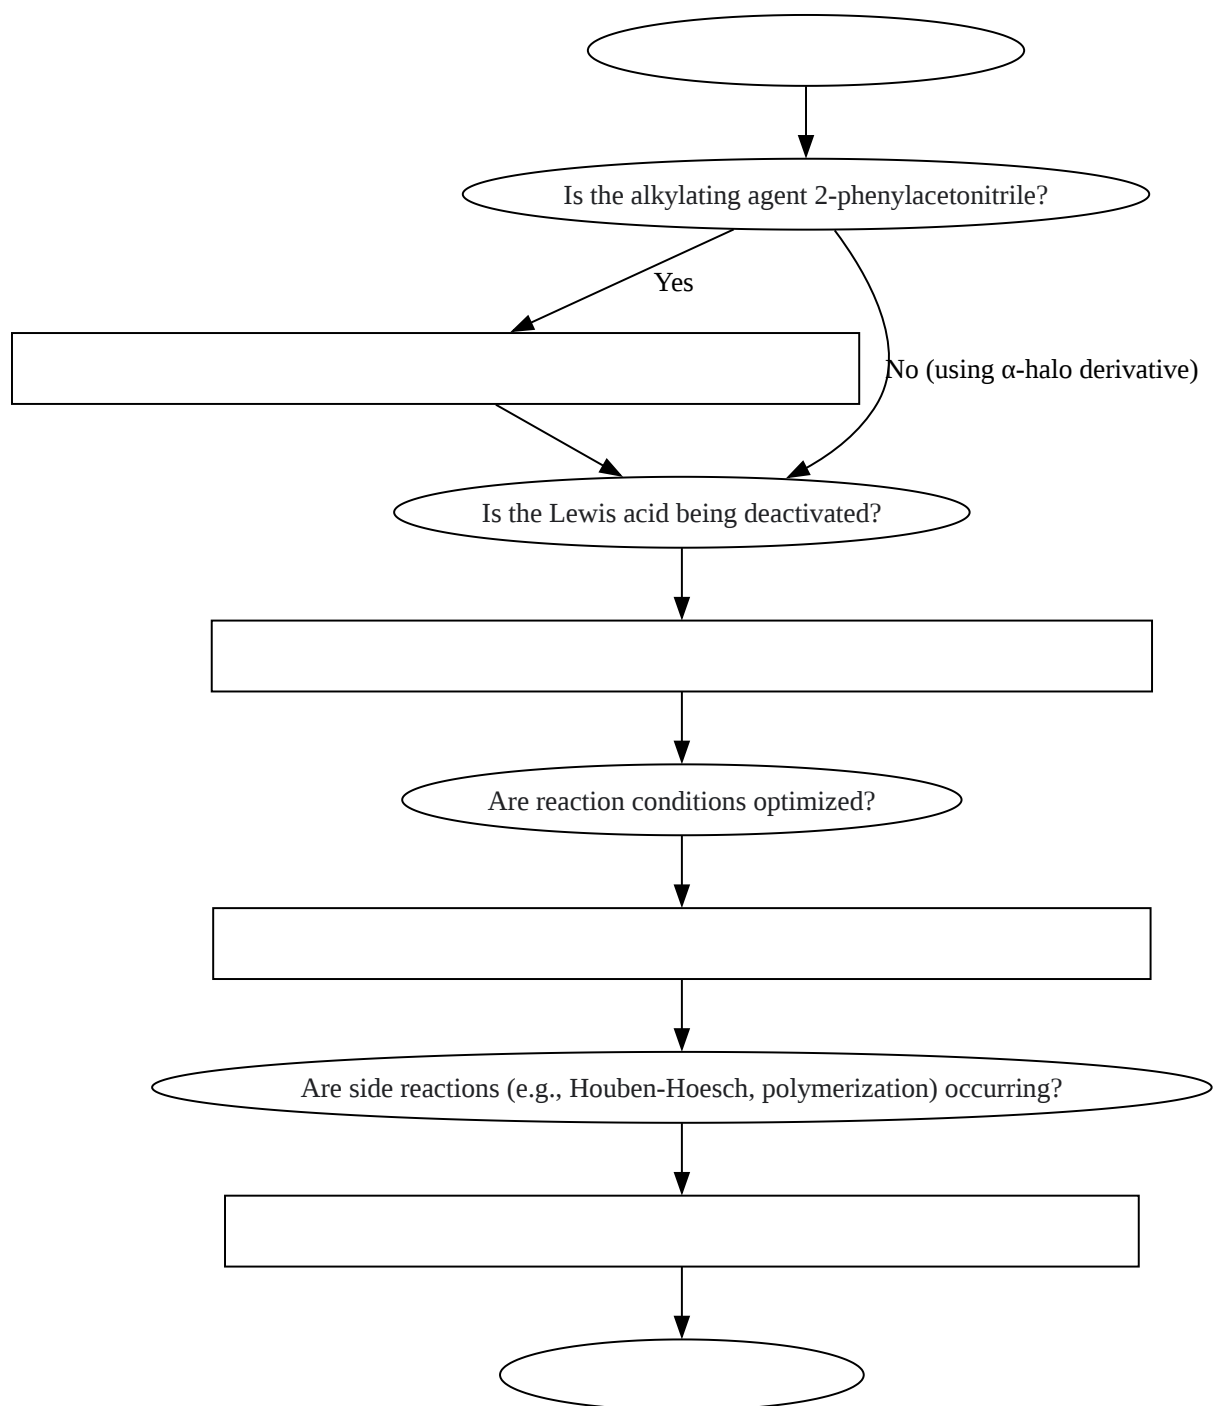 Is the alkylating agent 2-phenylacetonitrile?
Yes
No (using α-halo derivative)
Is the Lewis acid being deactivated?
Are reaction conditions optimized?
Are side reactions (e.g., Houben-Hoesch, polymerization) occurring?